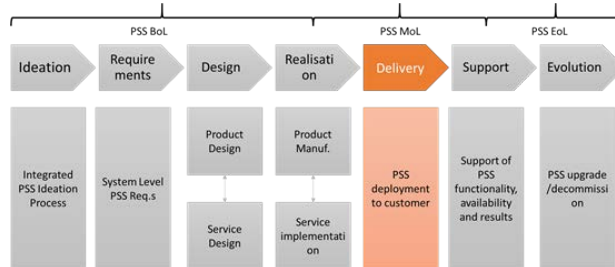 PSS BoL
PSS MoL
PSS EoL
Ideation
Require
ments
Design
Realisati
on
Delivery
Support
Evolution
Integrated
PSS Ideation
Process
System Level
PSS Req.s
Product
Design
Service
Design
Product
Manuf.
Service
implementati
on
PSS
deployment
to customer
Support of
PSS
functionality,
availability
and results
PSS upgrade
/decommissi
on